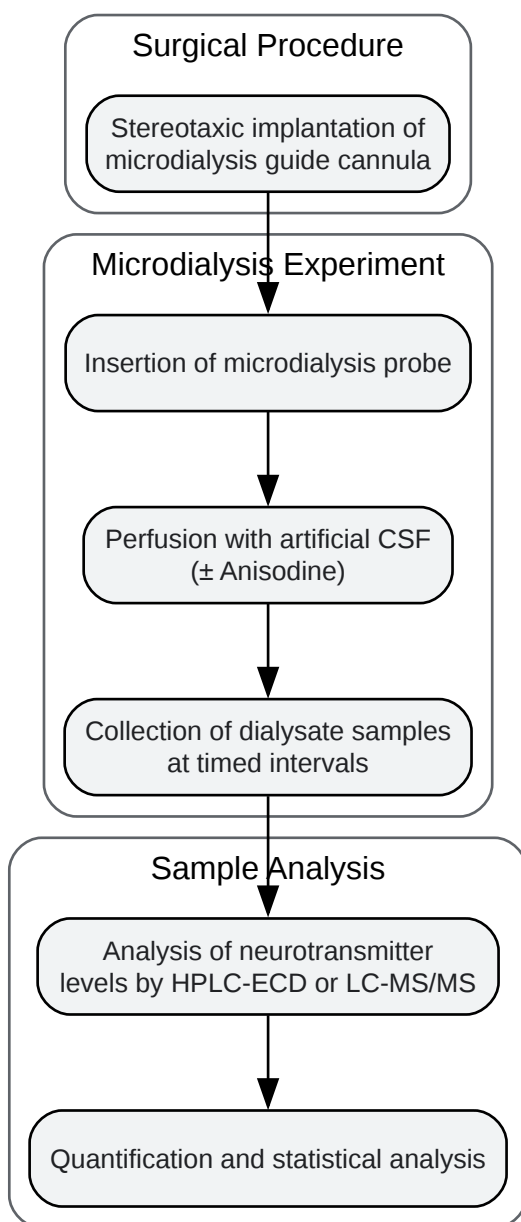 Surgical Procedure
Stereotaxic implantation of
microdialysis guide cannula
Microdialysis Experiment
Insertion of microdialysis probe
Perfusion with artificial CSF
(± Anisodine)
Collection of dialysate samples
at timed intervals
Sample Analysis
Analysis of neurotransmitter
levels by HPLC-ECD or LC-MS/MS
Quantification and statistical analysis